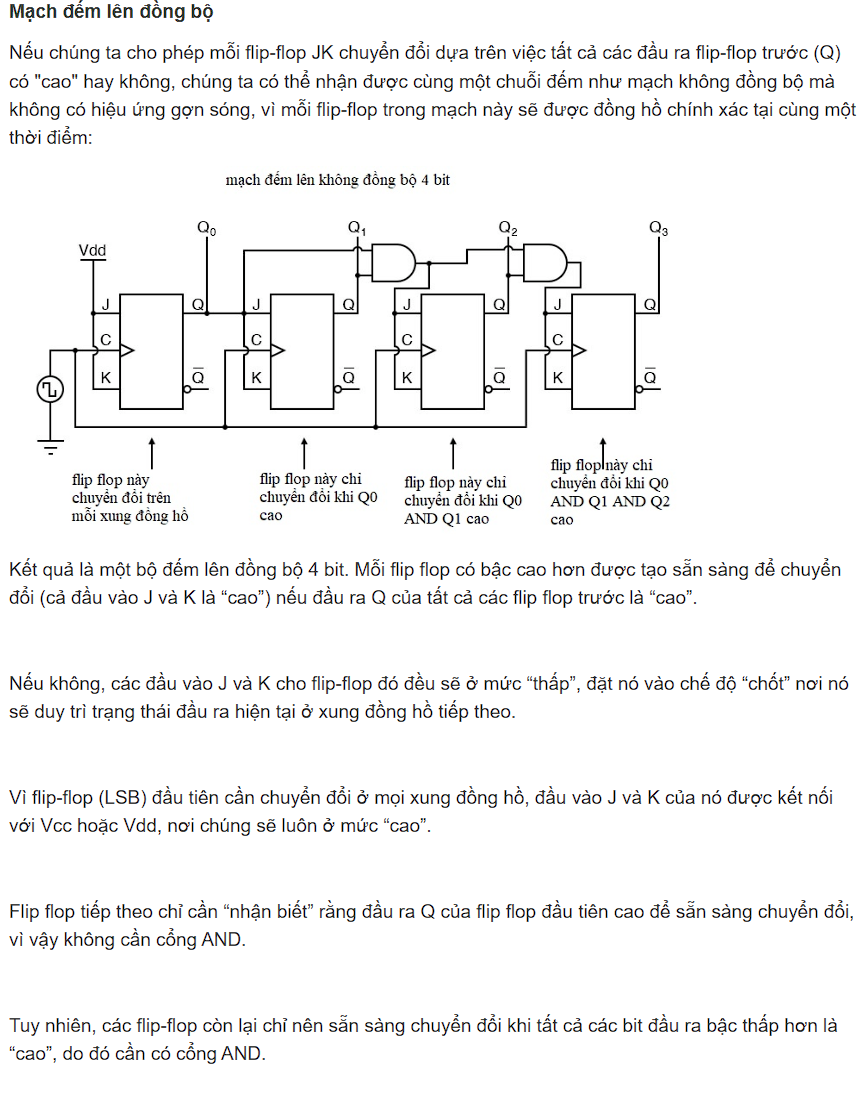 Mạch đếm lên đồng bộ
Nếu chúng ta cho phép mỗi flip-flop JK chuyển đổi dựa trên việc tất cả các đầu ra flip-flop trước (Q)
có "cao" hay không, chúng ta có thể nhận được cùng một chuỗi đếm như mạch không đồng bộ mà
không có hiệu ứng gợn sóng, vì mỗi flip-flop trong mạch này sẽ được đồng hồ chính xác tại cùng một
thời điểm:
mạch đếm lên không đồng bộ 4 bit
Q0 Q1 Q2 Q3
Vdd
J Q J Q J Q J Q
C C C C
K Q̅ K Q̅ K Q̅ K Q̅
flip flop này
chuyển đổi trên
mỗi xung đồng hồ
flip flop này chỉ
chuyển đổi khi Q0
cao
flip flop này chỉ
chuyển đổi khi Q0
AND Q1 cao
flip flop này chỉ
chuyển đổi khi Q0
AND Q1 AND Q2
cao
Kết quả là một bộ đếm lên đồng bộ 4 bit. Mỗi flip flop có bậc cao hơn được tạo sẵn sàng để chuyển
đổi (cả đầu vào J và K là “cao”) nếu đầu ra Q của tất cả các flip flop trước là “cao”.
Nếu không, các đầu vào J và K cho flip-flop đó đều sẽ ở mức “thấp”, đặt nó vào chế độ “chốt” nơi nó
sẽ duy trì trạng thái đầu ra hiện tại ở xung đồng hồ tiếp theo.
Vì flip-flop (LSB) đầu tiên cần chuyển đổi ở mọi xung đồng hồ, đầu vào J và K của nó được kết nối
với Vcc hoặc Vdd, nơi chúng sẽ luôn ở mức “cao”.
Flip flop tiếp theo chỉ cần “nhận biết” rằng đầu ra Q của flip flop đầu tiên cao để sẵn sàng chuyển đổi,
vì vậy không cần cổng AND.
Tuy nhiên, các flip-flop còn lại chỉ nên sẵn sàng chuyển đổi khi tất cả các bit đầu ra bậc thấp hơn là
“cao”, do đó cần có cổng AND.